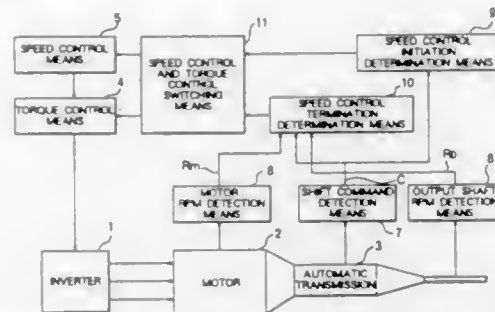 5
SPEED CONTROL
MEANS
4
TORQUE CONTROL
MEANS
11
SPEED CONTROL
AND TORQUE
CONTROL
SWITCHING
MEANS
9
SPEED CONTROL
INITIATION
DETERMINATION MEANS
10
SPEED CONTROL
TERMINATION
DETERMINATION MEANS
Rm
C
Ro
8
MOTOR
RPM DETECTION
MEANS
SHIFT COMMAND
DETECTION
MEANS
7
8
OUTPUT SHAFT
RPM DETECTION
MEANS
1
INVERTER
2
MOTOR
3
AUTOMATIC
TRANSMISSION